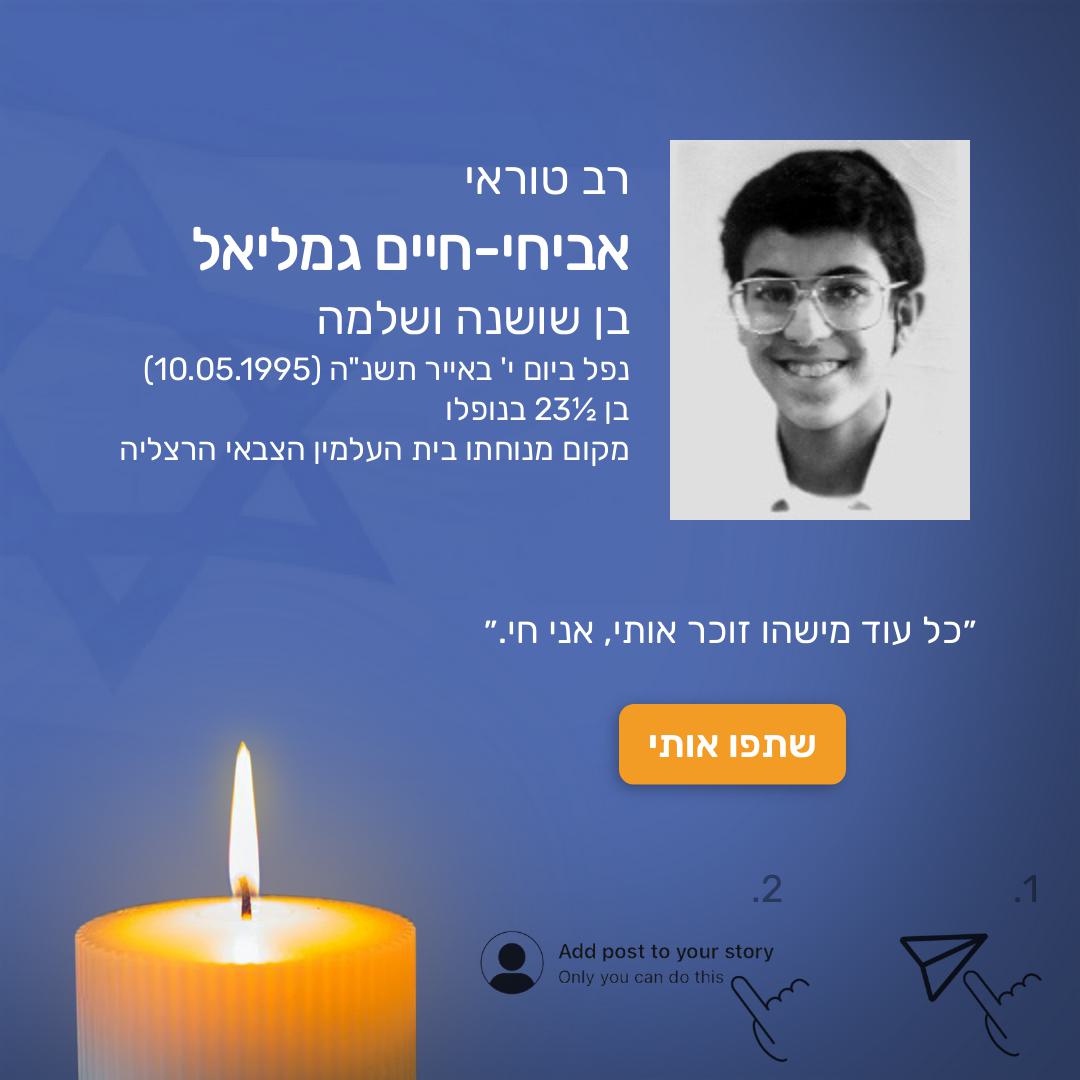 רב טוראי
אביחי-חיים גמליאל
בן שושנה ושלמה
נפל ביום י' באייר תשנ"ה (10.05.1995)
בן 23½ בנופלו
מקום מנוחתו בית העלמין הצבאי הרצליה
״כל עוד מישהו זוכר אותי, אני חי.״
שתפו אותי
1.
2.
Add post to your story
Only you can do this